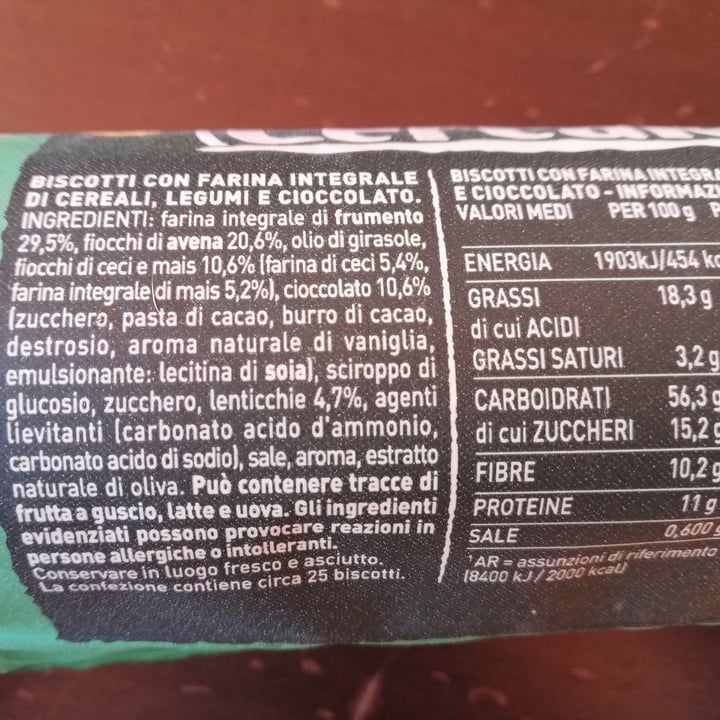 BISCOTTI CON FARINA INTEGRALE
DI CEREALI, LEGUMI E CIOCCOLATO.
INGREDIENTI: farina integrale di frumento
29,5%, fiocchi di avena 20,6%, olio di girasole,
fiocchi di ceci e mais 10,6% (farina di ceci 5,4%,
farina integrale di mais 5,2%), cioccolato 10,6%
(zucchero, pasta di cacao, burro di cacao,
destrosio, aroma naturale di vaniglia,
emulsionante: lecitina di soia), sciroppo di
glucosio, zucchero, lenticchie 4,7%, agenti
lievitanti (carbonato acido d'ammonio,
carbonato acido di sodio), sale, aroma, estratto
naturale di oliva. Può contenere tracce di
frutta a guscio, latte e uova. Gli ingredienti
evidenziati possono provocare reazioni in
persone allergiche o intolleranti.
Conservare in luogo fresco e asciutto.
La confezione contiene circa 25 biscotti.
BISCOTTI CON FARINA INTEGRA
E CIOCCOLATO - INFORMAZI
VALORI MEDI PER 100 g P
ENERGIA 1903kJ/454 kc
GRASSI 18,3 g
di cui ACIDI
GRASSI SATURI 3,2 g
CARBOIDRATI 56,3 g
di cui ZUCCHERI 15,2 g
FIBRE 10,2 g
PROTEINE 11 g
SALE 0,600 g
¹AR = assunzioni di riferimento
(8400 kJ / 2000 kcal)